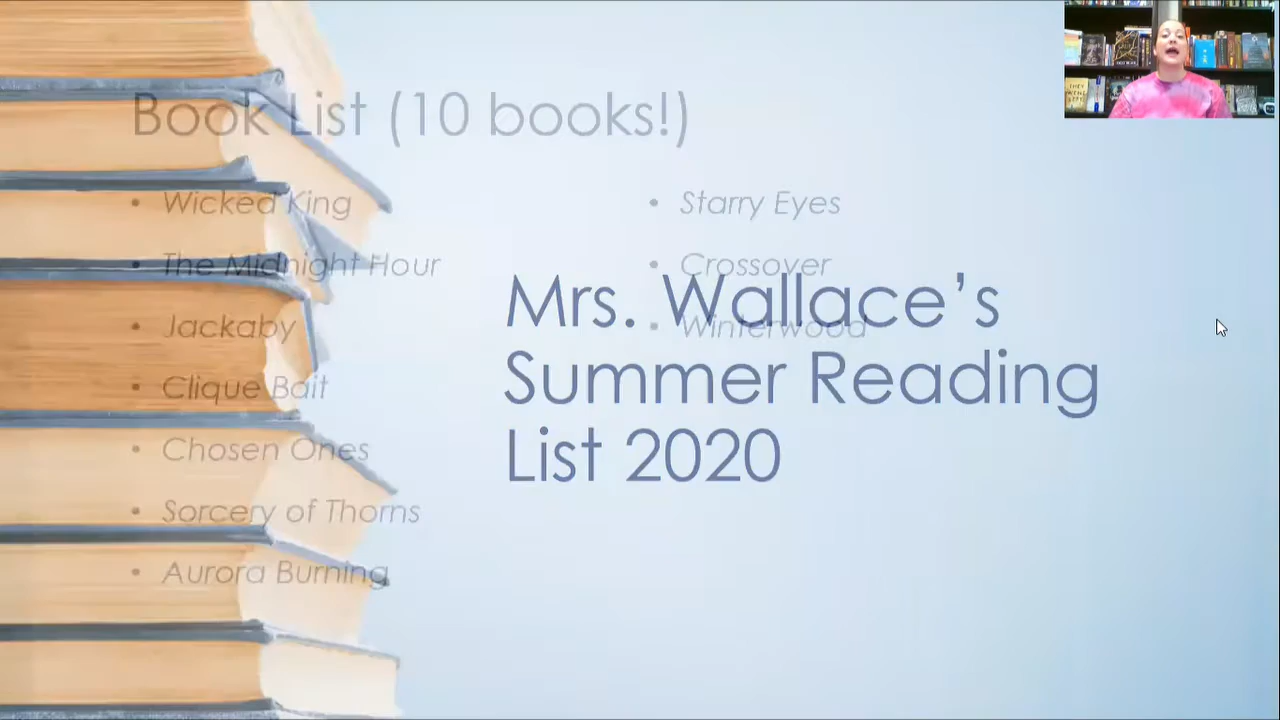 Book List (10 books!)
• Wicked King
• The Midnight Hour
• Jackaby
• Clique Bait
• Chosen Ones
• Sorcery of Thorns
• Aurora Burning
• Starry Eyes
• Crossover
• Winterwood
Mrs. Wallace’s
Summer Reading
List 2020